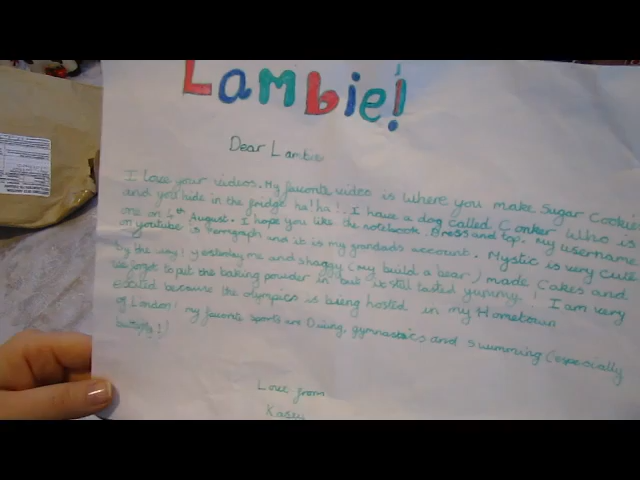 Lambie!
Dear Lambie
I love your videos. My favorite video is where you make Sugar Cookies
and you hide in the fridge ha!ha!. I have a dog called Conker who is
one on 4th August. I hope you like the notebook. Dress and top. my username
on youtube is and it is my grandads account. Mystic is very cute
by the way! yesterday me and shaggy (my build a bear) made cakes and
we forgot to put the baking powder in but it still tasted yummy! I am very
excited because the olympics is being hosted in my Hometown
of London! my favorite sports are Diving, gymnastics and swimming (especially
butterfly!)
Love from
Kasey